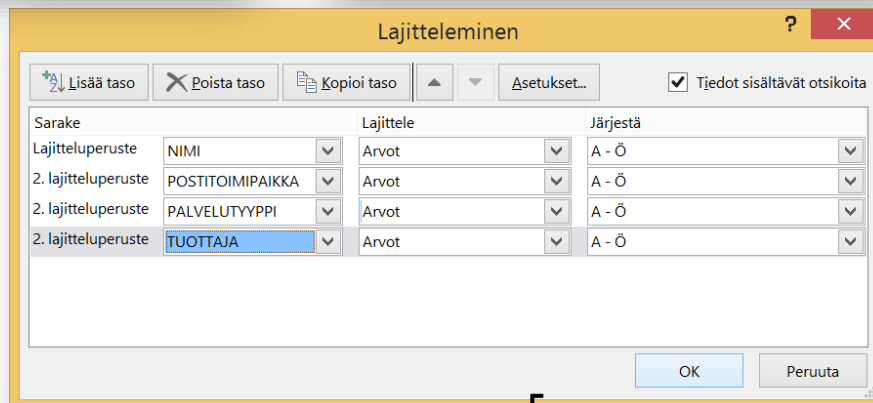 Lajitteleminen
Lisää taso Poista taso Kopioi taso Asetukset... Tiedot sisältävät otsikoita
Sarake Lajittele Järjestä
Lajitteluperuste NIMI Arvot A - Ö
2. lajitteluperuste POSTITOIMIPAIKKA Arvot A - Ö
2. lajitteluperuste PALVELUTYYPPI Arvot A - Ö
2. lajitteluperuste TUOTTAJA Arvot A - Ö
OK Peruuta